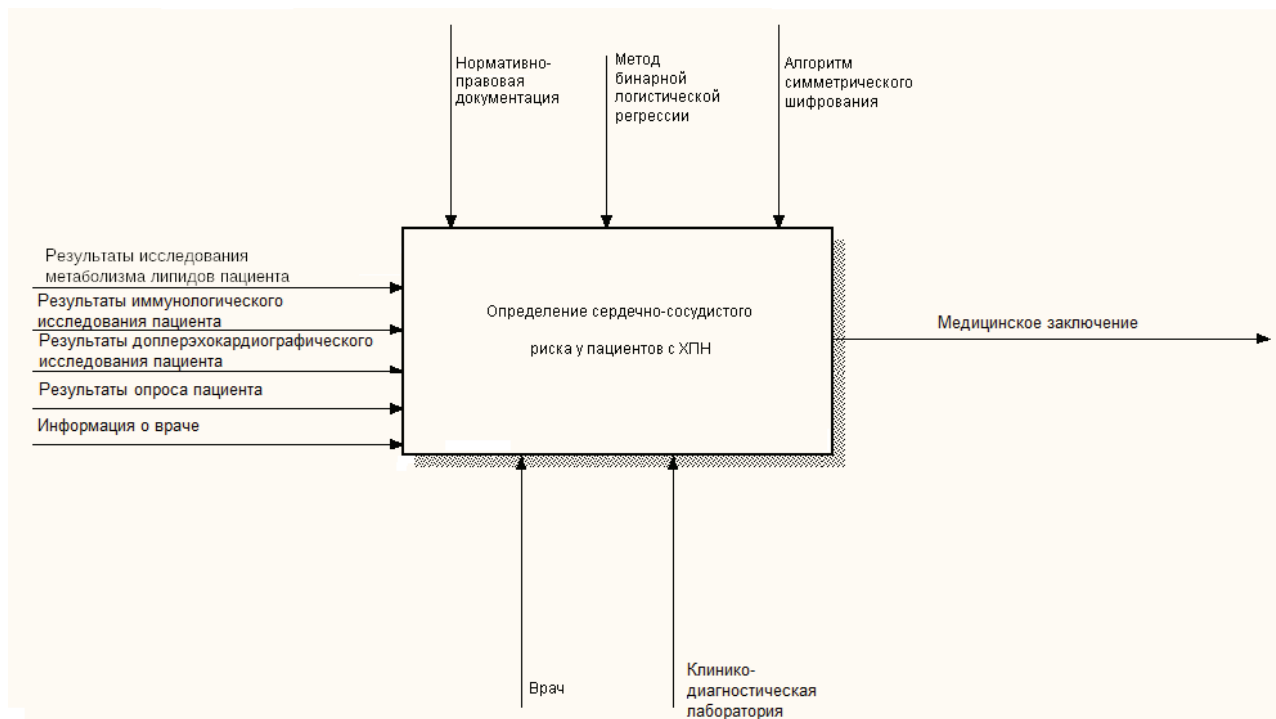 Нормативно-
правовая
документация
Метод
бинарной
логистической
регрессии
Алгоритм
симметрического
шифрования
Результаты исследования
метаболизма липидов пациента
Результаты иммунологического
исследования пациента
Результаты доплерэхокардиографического
исследования пациента
Результаты опроса пациента
Информация о враче
Определение сердечно-сосудистого
риска у пациентов с ХПН
Медицинское заключение
Врач
Клинико-
диагностическая
лаборатория